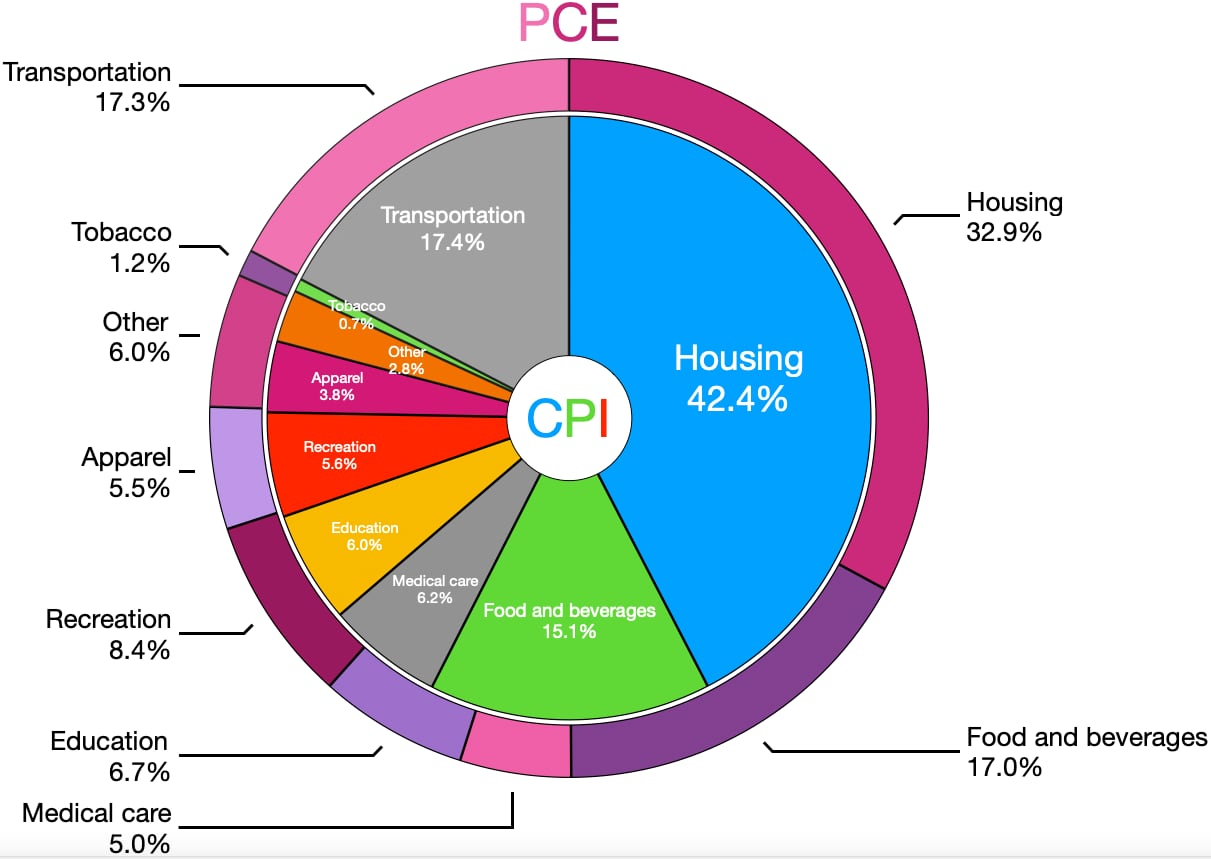 PCE
Transportation
17.3%
Housing
32.9%
Transportation
17.4%
Tobacco
1.2%
Tobacco
0.7%
Other
6.0%
Other
2.8%
Housing
42.4%
Apparel
3.8%
CPI
Recreation
5.6%
Apparel
5.5%
Education
6.0%
Medical care
6.2%
Food and beverages
15.1%
Recreation
8.4%
Education
6.7%
Food and beverages
17.0%
Medical care
5.0%